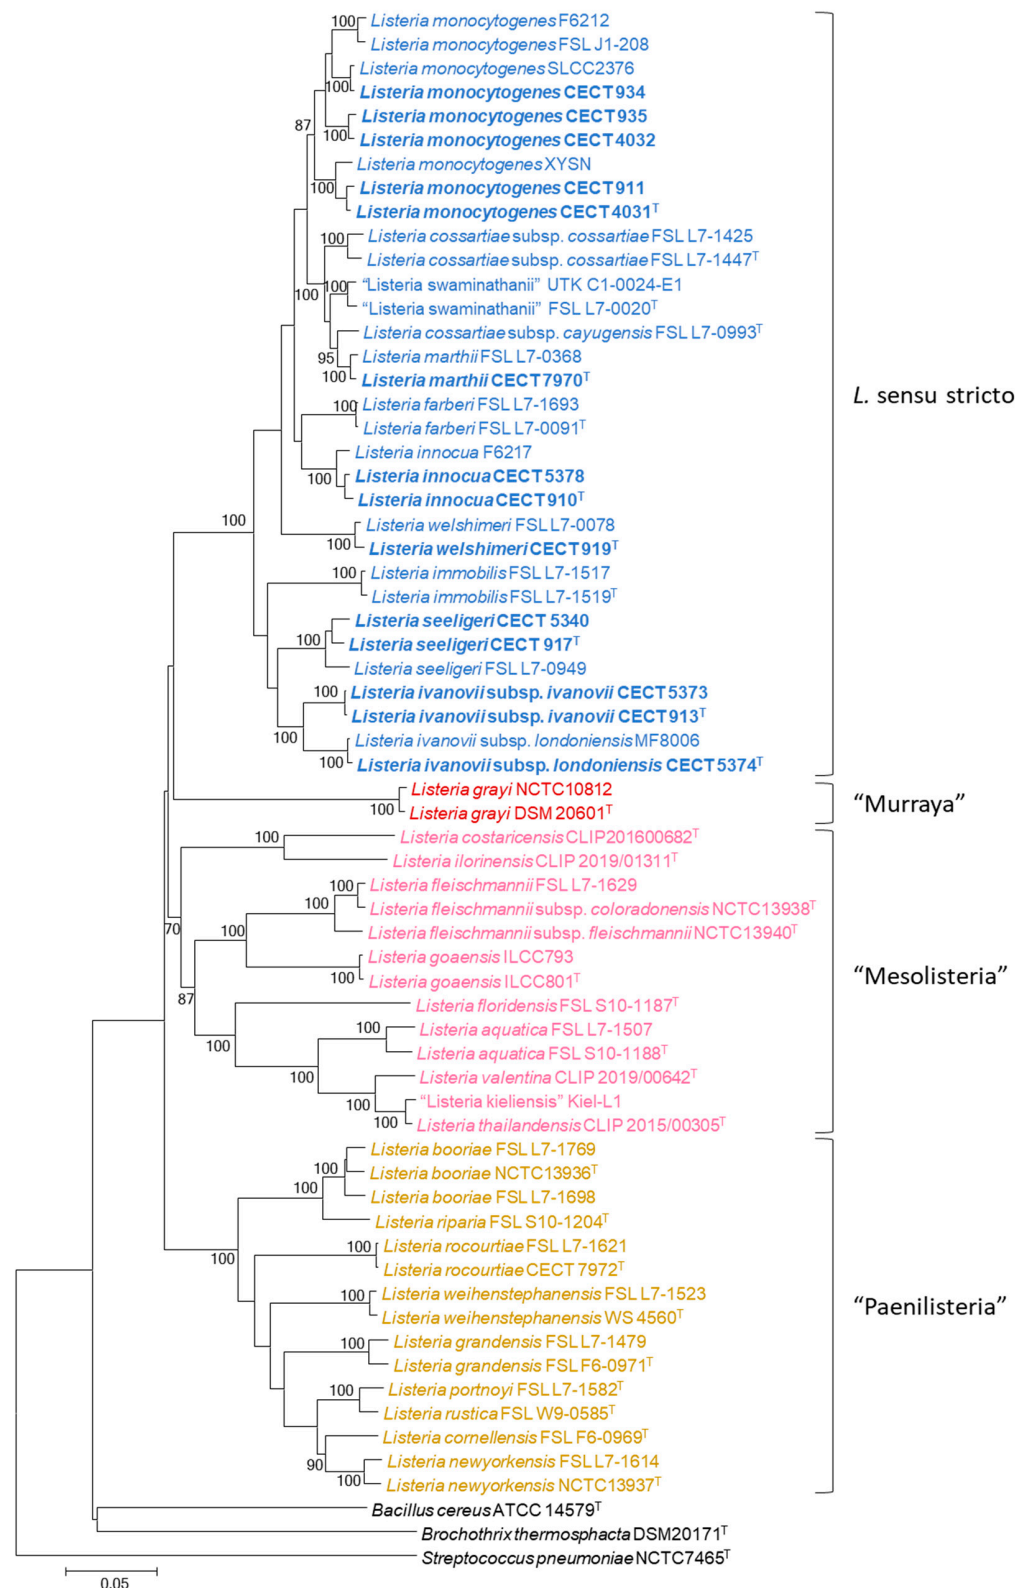 100
Listeria monocytogenes F6212
Listeria monocytogenes FSL J1-208
Listeria monocytogenes SLCC2376
100
Listeria monocytogenes CECT934
87
Listeria monocytogenes CECT935
100
Listeria monocytogenes CECT4032
Listeria monocytogenes XYSN
100
Listeria monocytogenes CECT911
Listeria monocytogenes CECT4031T
100
Listeria cossartiae subsp. cossartiae FSL L7-1425
Listeria cossartiae subsp. cossartiae FSL L7-1447T
100
“Listeria swaminathanii” UTK C1-0024-E1
100
“Listeria swaminathanii” FSL L7-0020T
Listeria cossartiae subsp. cayugensis FSL L7-0993T
95
Listeria marthii FSL L7-0368
100
Listeria marthii CECT7970T
L. sensu stricto
100
Listeria farberi FSL L7-1693
Listeria farberi FSL L7-0091T
Listeria innocua F6217
100
Listeria innocua CECT5378
Listeria innocua CECT910T
100
Listeria welshimeri FSL L7-0078
100
Listeria welshimeri CECT919T
100
Listeria immobilis FSL L7-1517
Listeria immobilis FSL L7-1519T
Listeria seeligeri CECT 5340
100
Listeria seeligeri CECT 917T
Listeria seeligeri FSL L7-0949
100
Listeria ivanovii subsp. ivanovii CECT5373
Listeria ivanovii subsp. ivanovii CECT913T
100
Listeria ivanovii subsp. londoniensis MF8006
100
Listeria ivanovii subsp. londoniensis CECT5374T
Listeria grayi NCTC10812
100
Listeria grayi DSM 20601T
“Murraya”
100
Listeria costaricensis CLIP201600682T
Listeria ilorinensis CLIP 2019/01311T
100
Listeria fleischmannii FSL L7-1629
Listeria fleischmannii subsp. coloradonensis NCTC13938T
70
100
Listeria fleischmannii subsp. fleischmannii NCTC13940T
Listeria goaensis ILCC793
100
Listeria goaensis ILCC801T
“Mesolisteria”
87
Listeria floridensis FSL S10-1187T
100
100
Listeria aquatica FSL L7-1507
Listeria aquatica FSL S10-1188T
100
Listeria valentina CLIP 2019/00642T
100
“Listeria kieliensis” Kiel-L1
100
Listeria thailandensis CLIP 2015/00305T
Listeria booriae FSL L7-1769
100
Listeria booriae NCTC13936T
100
Listeria booriae FSL L7-1698
Listeria riparia FSL S10-1204T
100
100
Listeria rocourtiae FSL L7-1621
Listeria rocourtiae CECT 7972T
100
Listeria weihenstephanensis FSL L7-1523
Listeria weihenstephanensis WS 4560T
“Paenilisteria”
100
Listeria grandensis FSL L7-1479
Listeria grandensis FSL F6-0971T
100
Listeria portnoyi FSL L7-1582T
Listeria rustica FSL W9-0585T
Listeria cornellensis FSL F6-0969T
90
Listeria newyorkensis FSL L7-1614
100
Listeria newyorkensis NCTC13937T
Bacillus cereus ATCC 14579T
Brochothrix thermosphacta DSM20171T
Streptococcus pneumoniae NCTC7465T
0.05